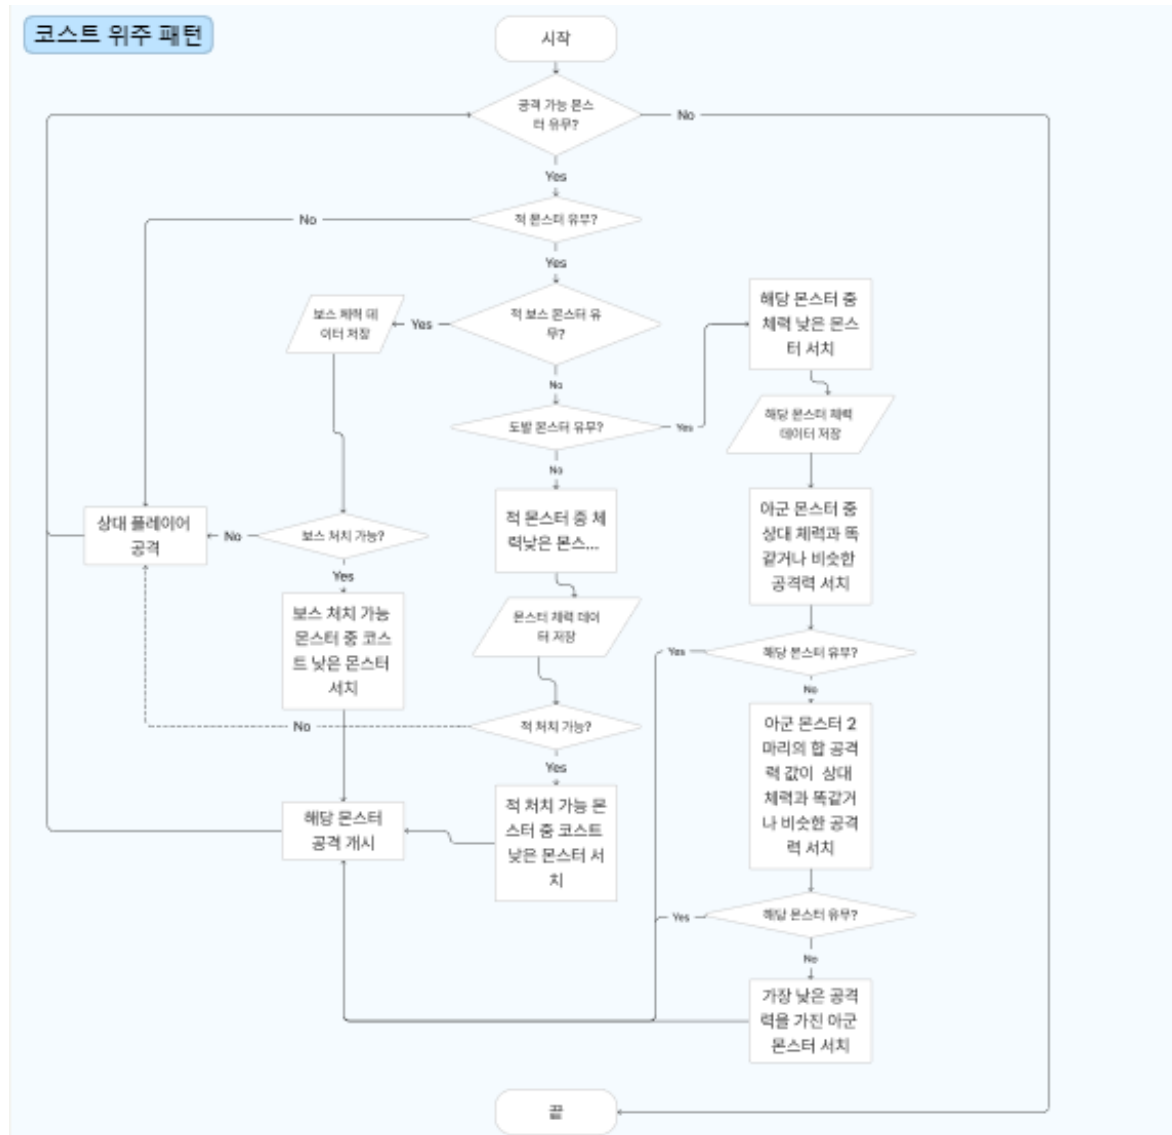 코스트 위주 패턴
시작
공격 가능 몬스
터 유무?
No
Yes
적 몬스터 유무?
No
Yes
적 보스 몬스터 유
무?
Yes
보스 체력 데
이터 저장
해당 몬스터 중
체력 낮은 몬스
터 서치
No
도발 몬스터 유무?
Yes
해당 몬스터 체력
데이터 저장
No
적 몬스터 중 체
력낮은 몬스...
아군 몬스터 중
상대 체력과 똑
같거나 비슷한
공격력 서치
상대 플레이어
공격
No
보스 처치 가능?
Yes
보스 처치 가능
몬스터 중 코스
트 낮은 몬스터
서치
몬스터 체력 데이
터 저장
Yes
해당 몬스터 유무?
No
No
적 처치 가능?
Yes
아군 몬스터 2
마리의 합 공격
력 값이 상대
체력과 똑같거
나 비슷한 공격
력 서치
해당 몬스터
공격 개시
적 처치 가능 몬
스터 중 코스트
낮은 몬스터 서
치
Yes
해당 몬스터 유무?
No
가장 낮은 공격
력을 가진 아군
몬스터 서치
끝